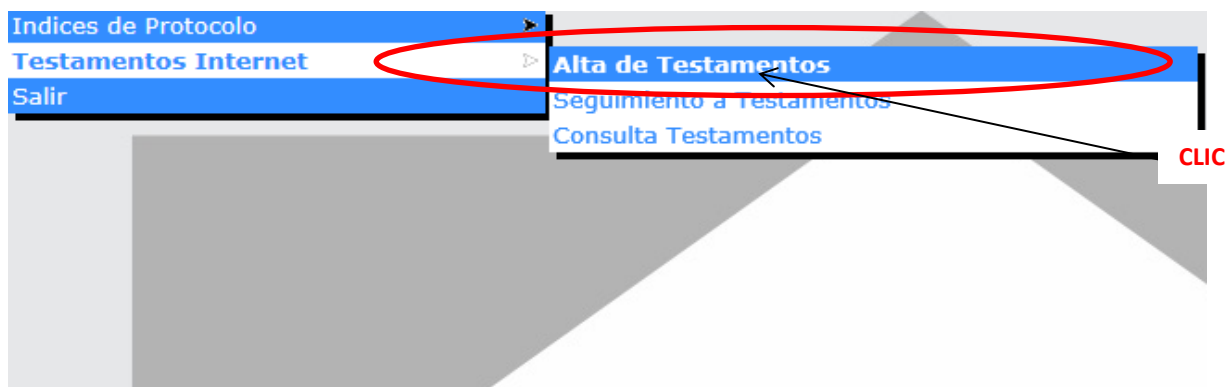 Indices de Protocolo
Testamentos Internet
Salir
Alta de Testamentos
Seguimiento a Testamentos
Consulta Testamentos
CLIC